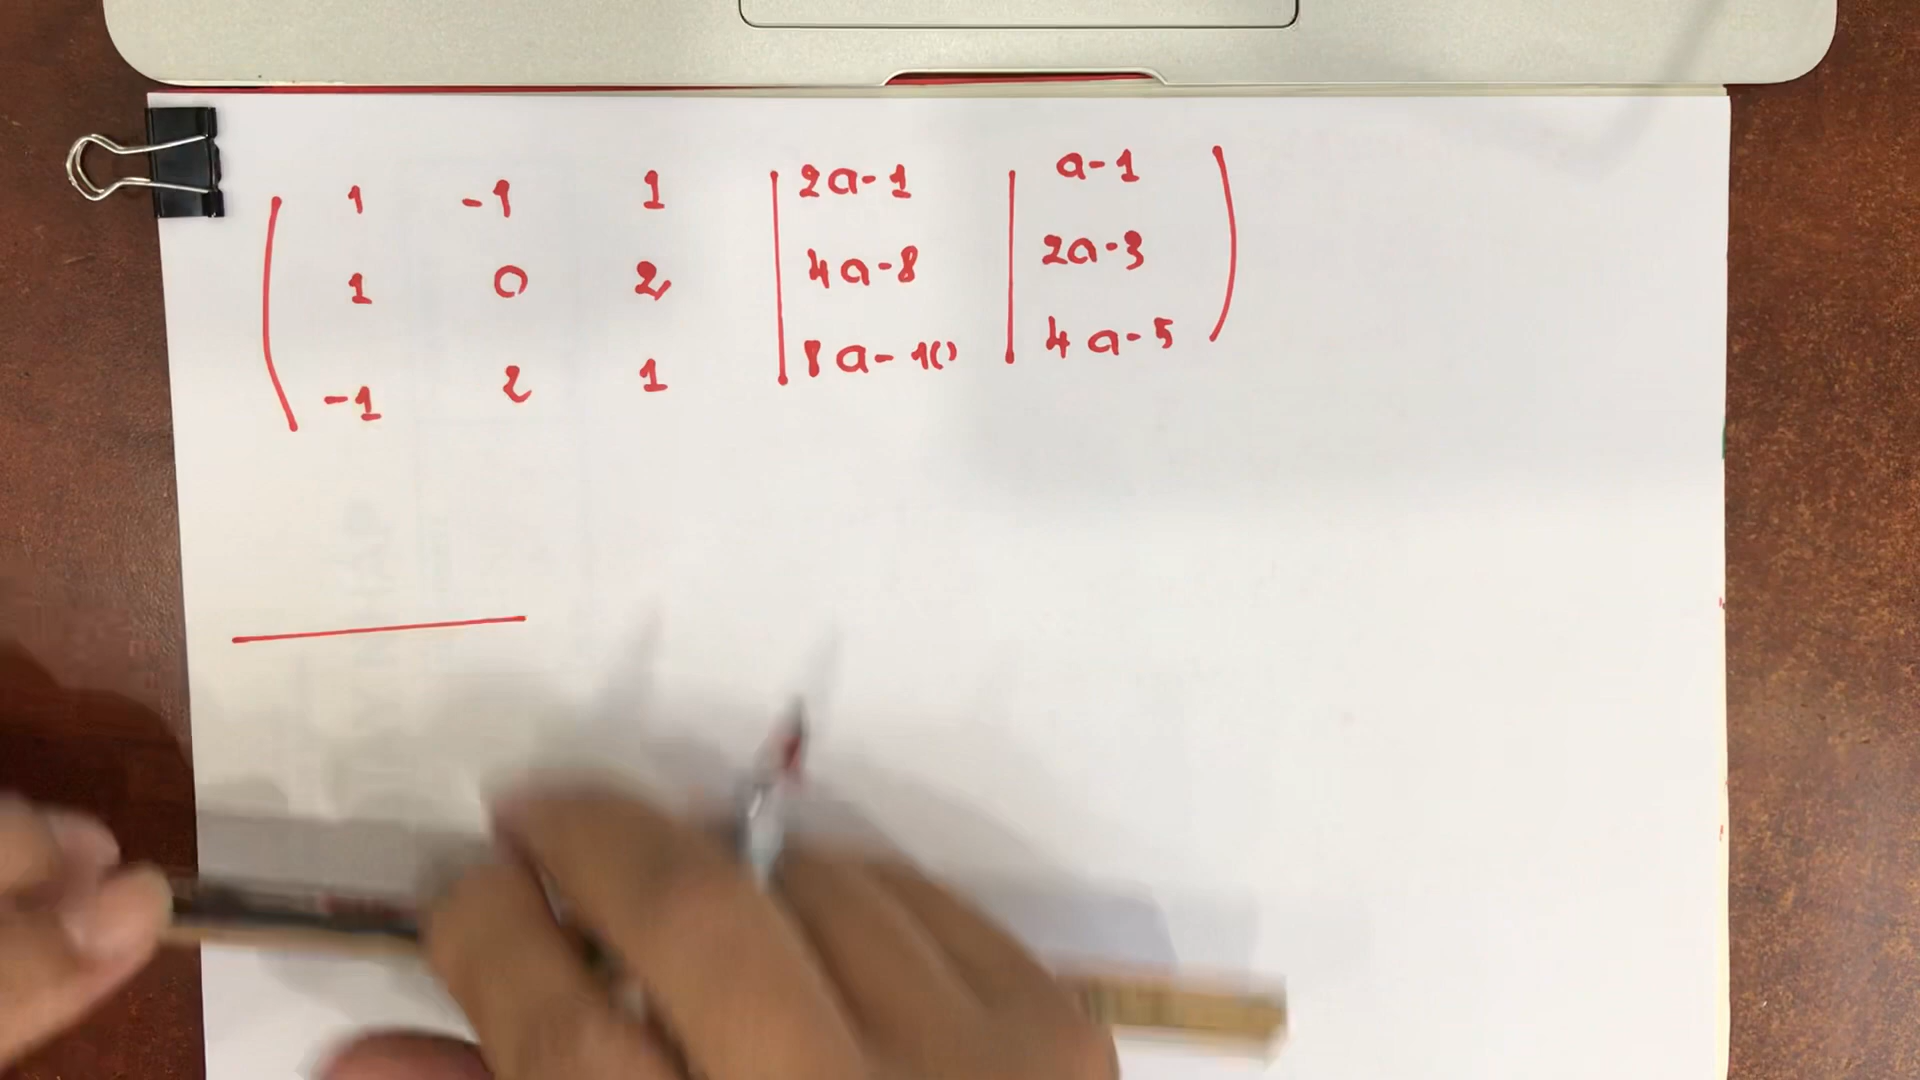 1 -1 1 | 2a-1 | a-1
1 0 2 | 4a-8 | 2a-3
-1 2 1 | 8a-10 | 4a-5